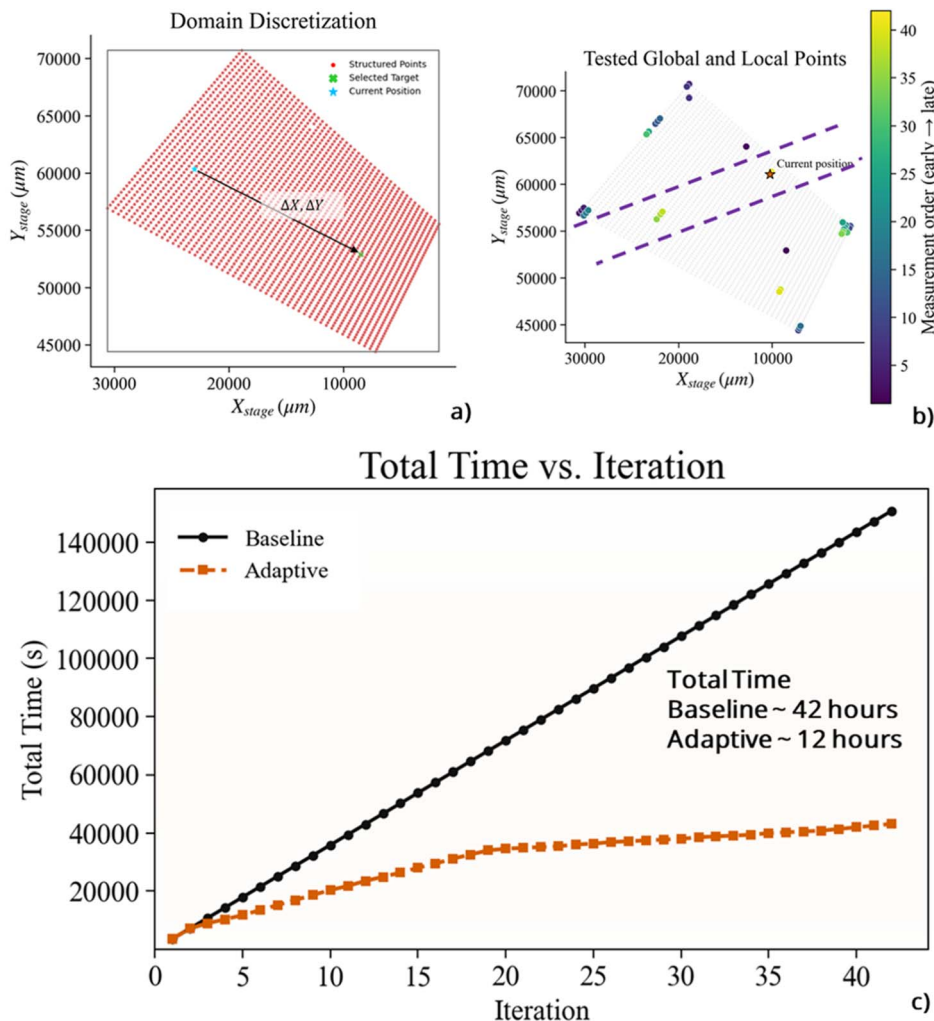 Domain Discretization
70000
65000
60000
55000
50000
45000
Y_stage (μm)
Structured Points
Selected Target
Current Position
ΔX, ΔY
30000 20000 10000
X_stage (μm)
a)
Tested Global and Local Points
70000
65000
60000
55000
50000
45000
Y_stage (μm)
Current position
30000 20000 10000
X_stage (μm)
40
35
30
25
20
15
10
5
Measurement order (early → late)
b)
Total Time vs. Iteration
140000
120000
100000
80000
60000
40000
20000
Total Time (s)
Baseline
Adaptive
Total Time
Baseline ~ 42 hours
Adaptive ~ 12 hours
0 5 10 15 20 25 30 35 40
Iteration
c)